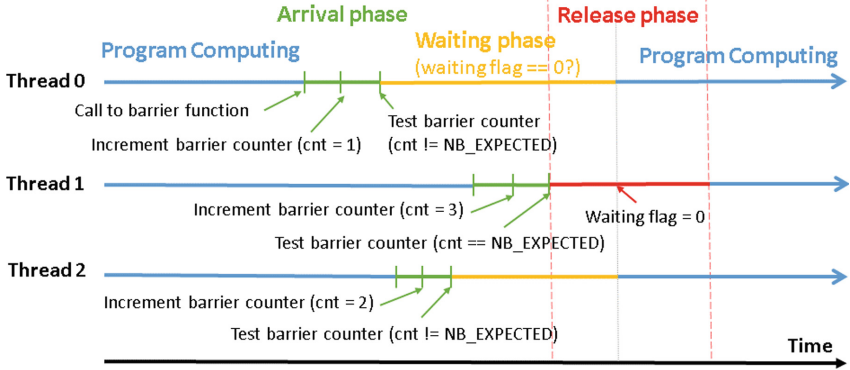 Arrival phase
Release phase
Program Computing
Waiting phase
(waiting flag == 0?)
Program Computing
Thread 0
Call to barrier function
Increment barrier counter (cnt = 1)
Test barrier counter
(cnt != NB_EXPECTED)
Thread 1
Increment barrier counter (cnt = 3)
Waiting flag = 0
Test barrier counter (cnt == NB_EXPECTED)
Thread 2
Increment barrier counter (cnt = 2)
Test barrier counter (cnt != NB_EXPECTED)
Time